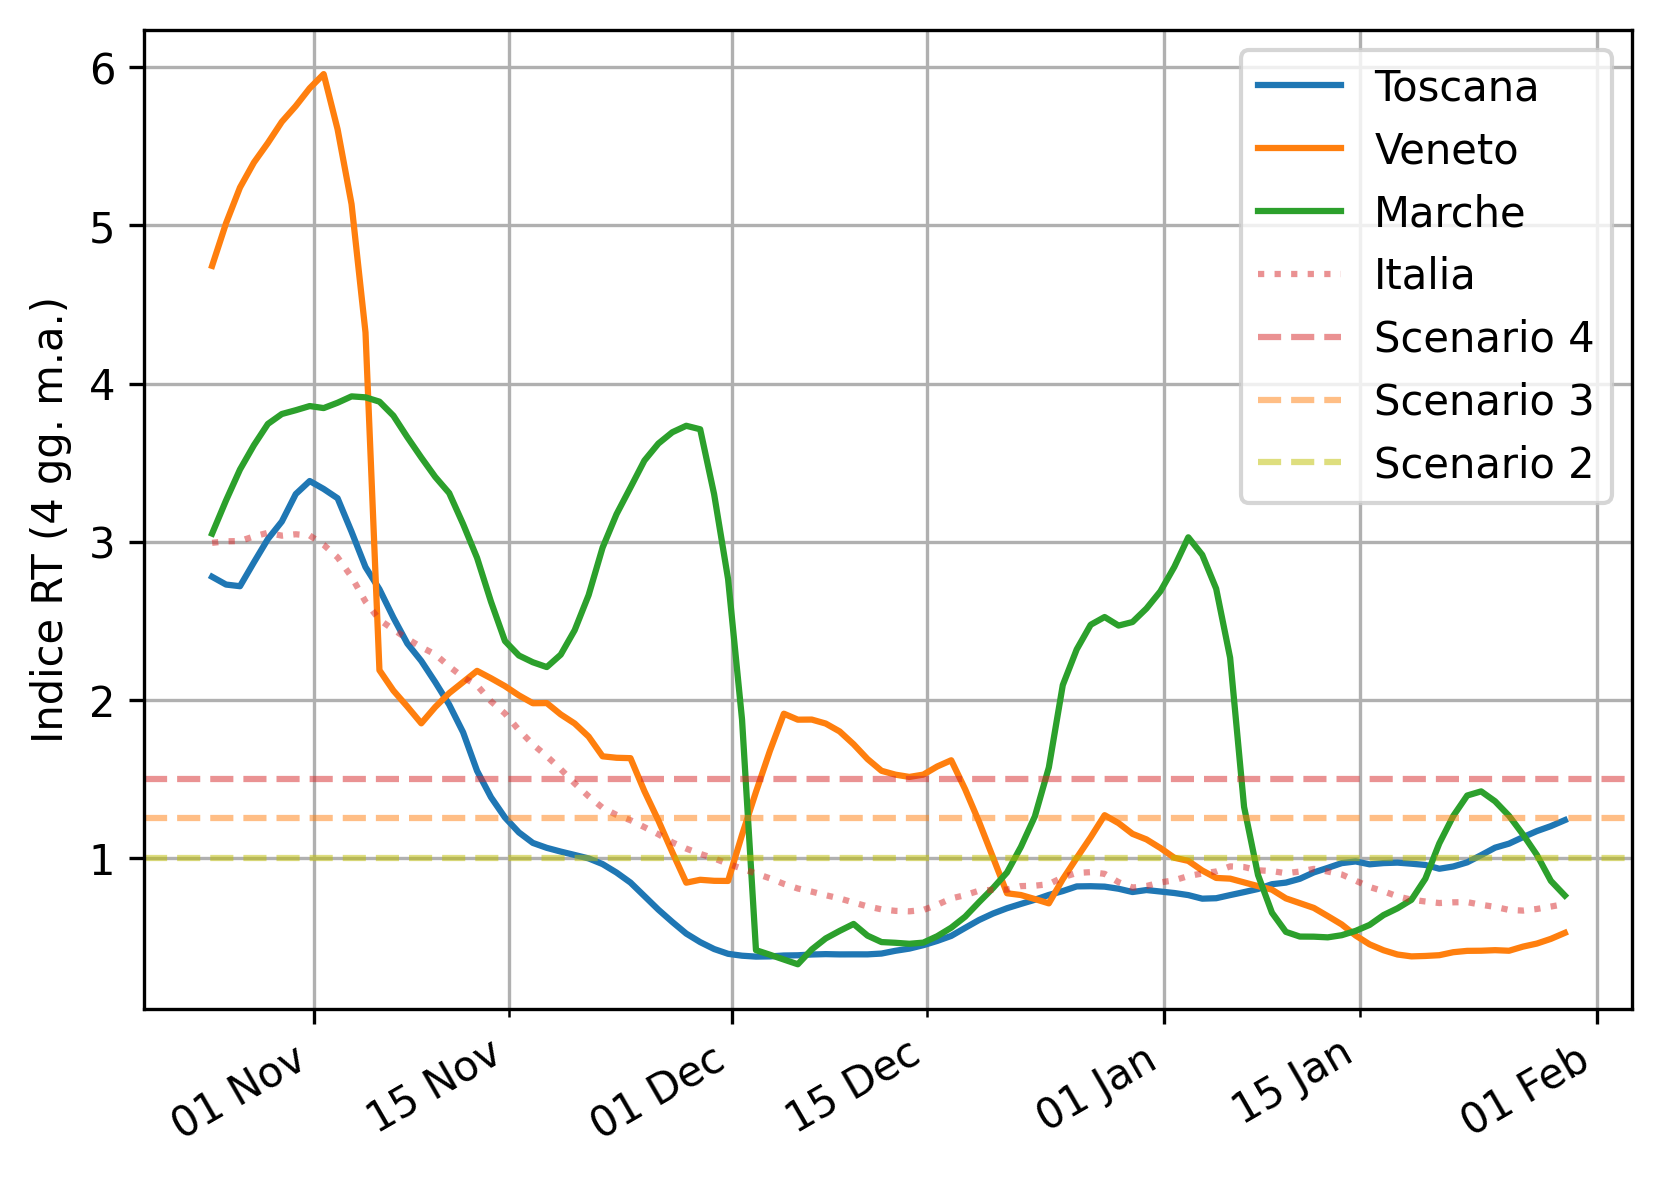 Indice RT (4 gg. m.a.)
6
5
4
3
2
1
Toscana
Veneto
Marche
Italia
Scenario 4
Scenario 3
Scenario 2
01 Nov
15 Nov
01 Dec
15 Dec
01 Jan
15 Jan
01 Feb